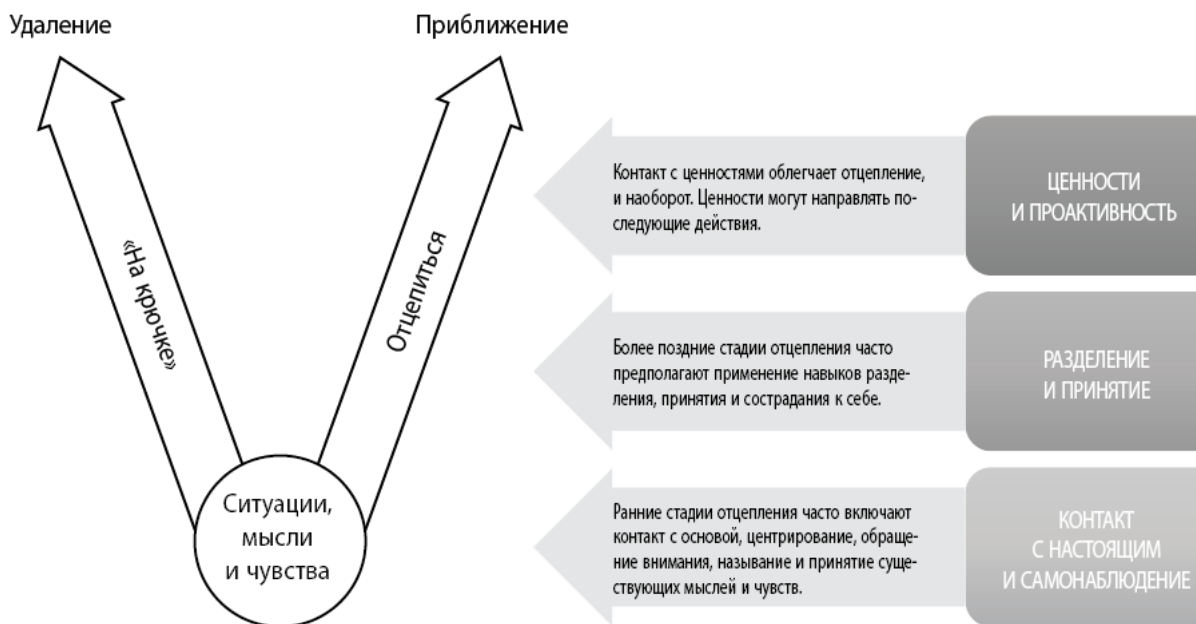 Удаление
Приближение
«На крючке»
Отцепиться
Ситуации,
мысли
и чувства
Контакт с ценностями облегчает отцепление,
и наоборот. Ценности могут направлять по-
следующие действия.
ЦЕННОСТИ
И ПРОАКТИВНОСТЬ
Более поздние стадии отцепления часто
предполагают применение навыков разде-
ления, принятия и сострадания к себе.
РАЗДЕЛЕНИЕ
И ПРИНЯТИЕ
Ранние стадии отцепления часто включают
контакт с основой, центрирование, обраще-
ние внимания, называние и принятие суще-
ствующих мыслей и чувств.
КОНТАКТ
С НАСТОЯЩИМ
И САМОНАБЛЮДЕНИЕ